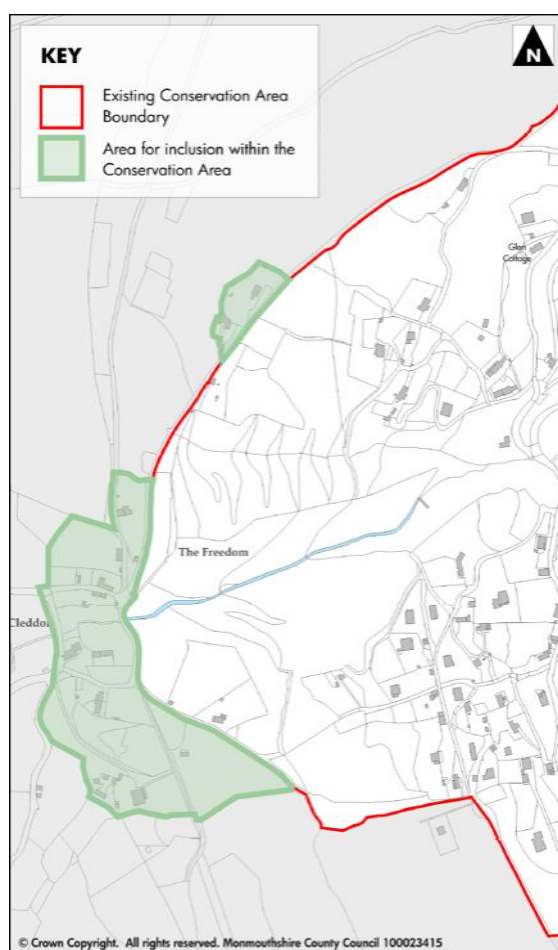 KEY
Existing Conservation Area
Boundary
Area for inclusion within the
Conservation Area
N
Glen
Cottage
The Freedom
Cleddon
© Crown Copyright. All rights reserved. Monmouthshire County Council 100023415